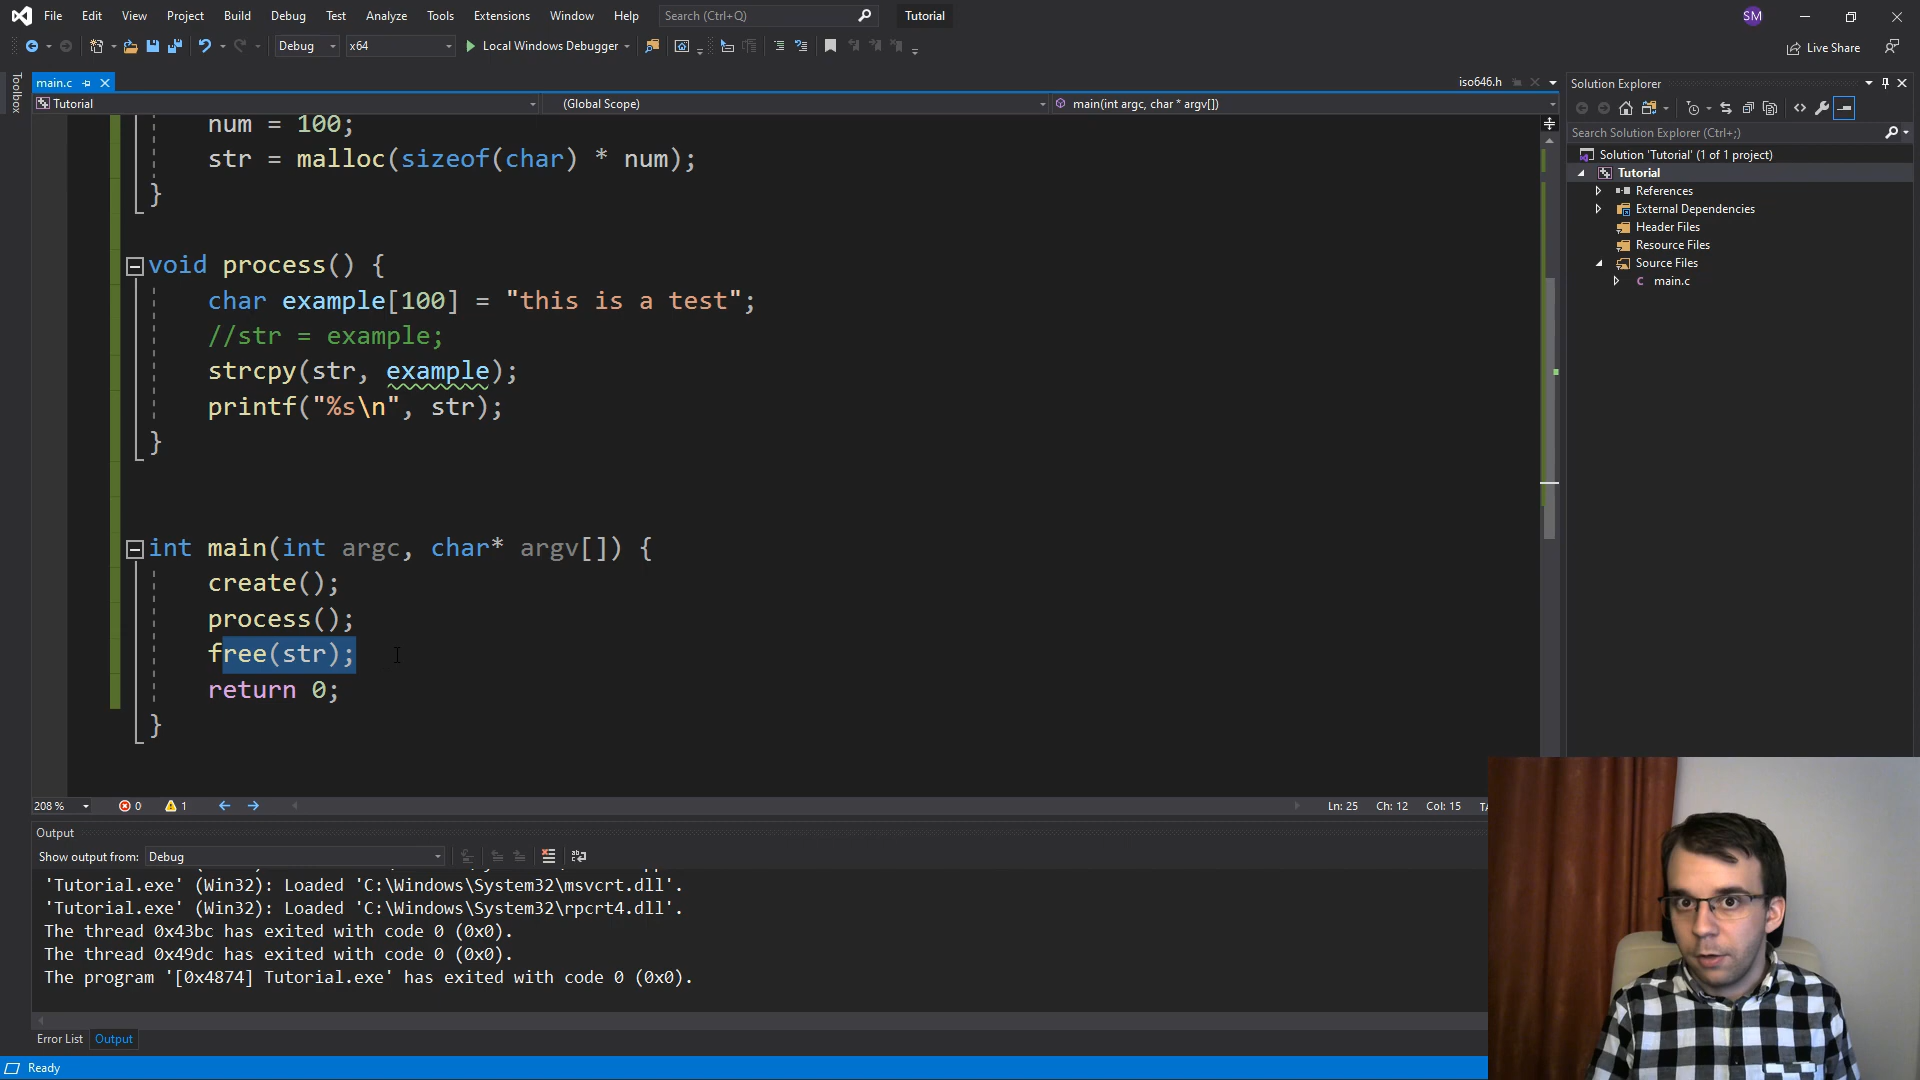 File Edit View Project Build Debug Test Analyze Tools Extensions Window Help Search (Ctrl+Q) Tutorial SM
Debug x64 Local Windows Debugger Live Share
Toolbox
main.c iso646.h
Tutorial (Global Scope) main(int argc, char * argv[])
num = 100;
str = malloc(sizeof(char) * num);
}
void process() {
char example[100] = "this is a test";
//str = example;
strcpy(str, example);
printf("%s\n", str);
}
int main(int argc, char* argv[]) {
create();
process();
free(str);
return 0;
}
208 % 0 1 Ln: 25 Ch: 12 Col: 15
Solution Explorer
Search Solution Explorer (Ctrl+;)
Solution 'Tutorial' (1 of 1 project)
Tutorial
References
External Dependencies
Header Files
Resource Files
Source Files
main.c
Output
Show output from: Debug
'Tutorial.exe' (Win32): Loaded 'C:\Windows\System32\msvcrt.dll'.
'Tutorial.exe' (Win32): Loaded 'C:\Windows\System32\rpcrt4.dll'.
The thread 0x43bc has exited with code 0 (0x0).
The thread 0x49dc has exited with code 0 (0x0).
The program '[0x4874] Tutorial.exe' has exited with code 0 (0x0).
Error List Output
Ready